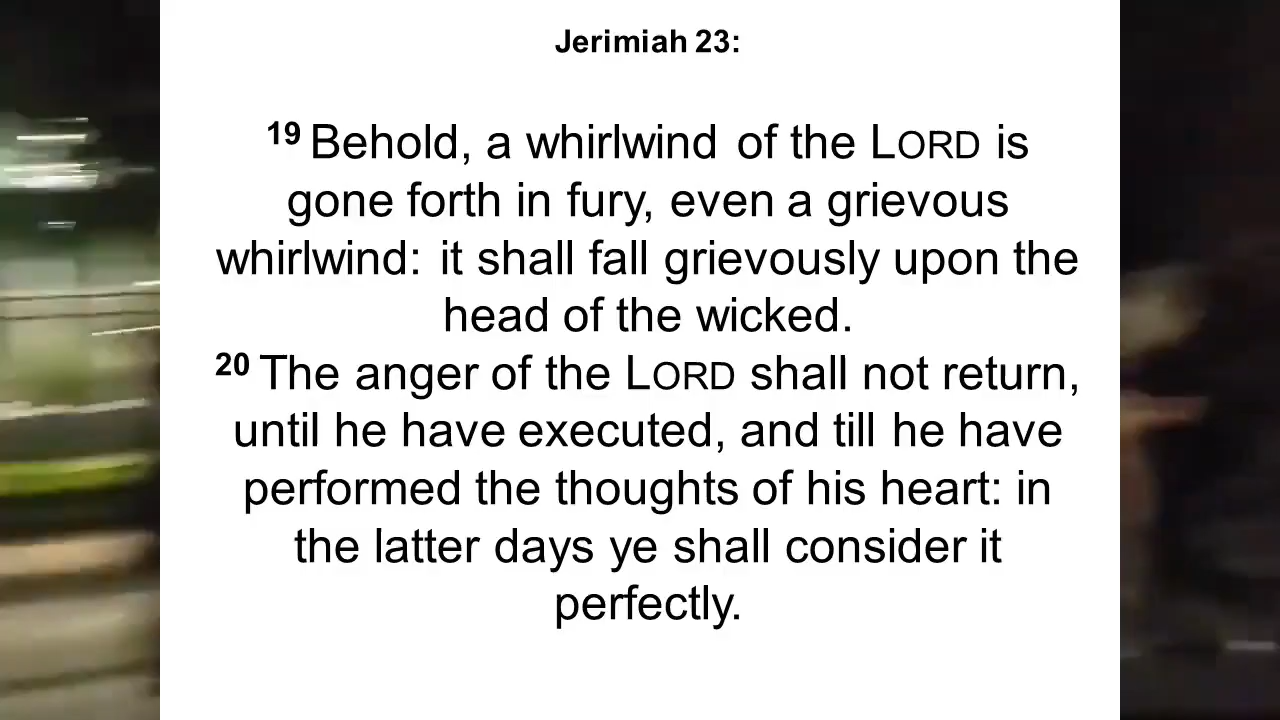 Jerimiah 23:
19 Behold, a whirlwind of the LORD is
gone forth in fury, even a grievous
whirlwind: it shall fall grievously upon the
head of the wicked.
20 The anger of the LORD shall not return,
until he have executed, and till he have
performed the thoughts of his heart: in
the latter days ye shall consider it
perfectly.